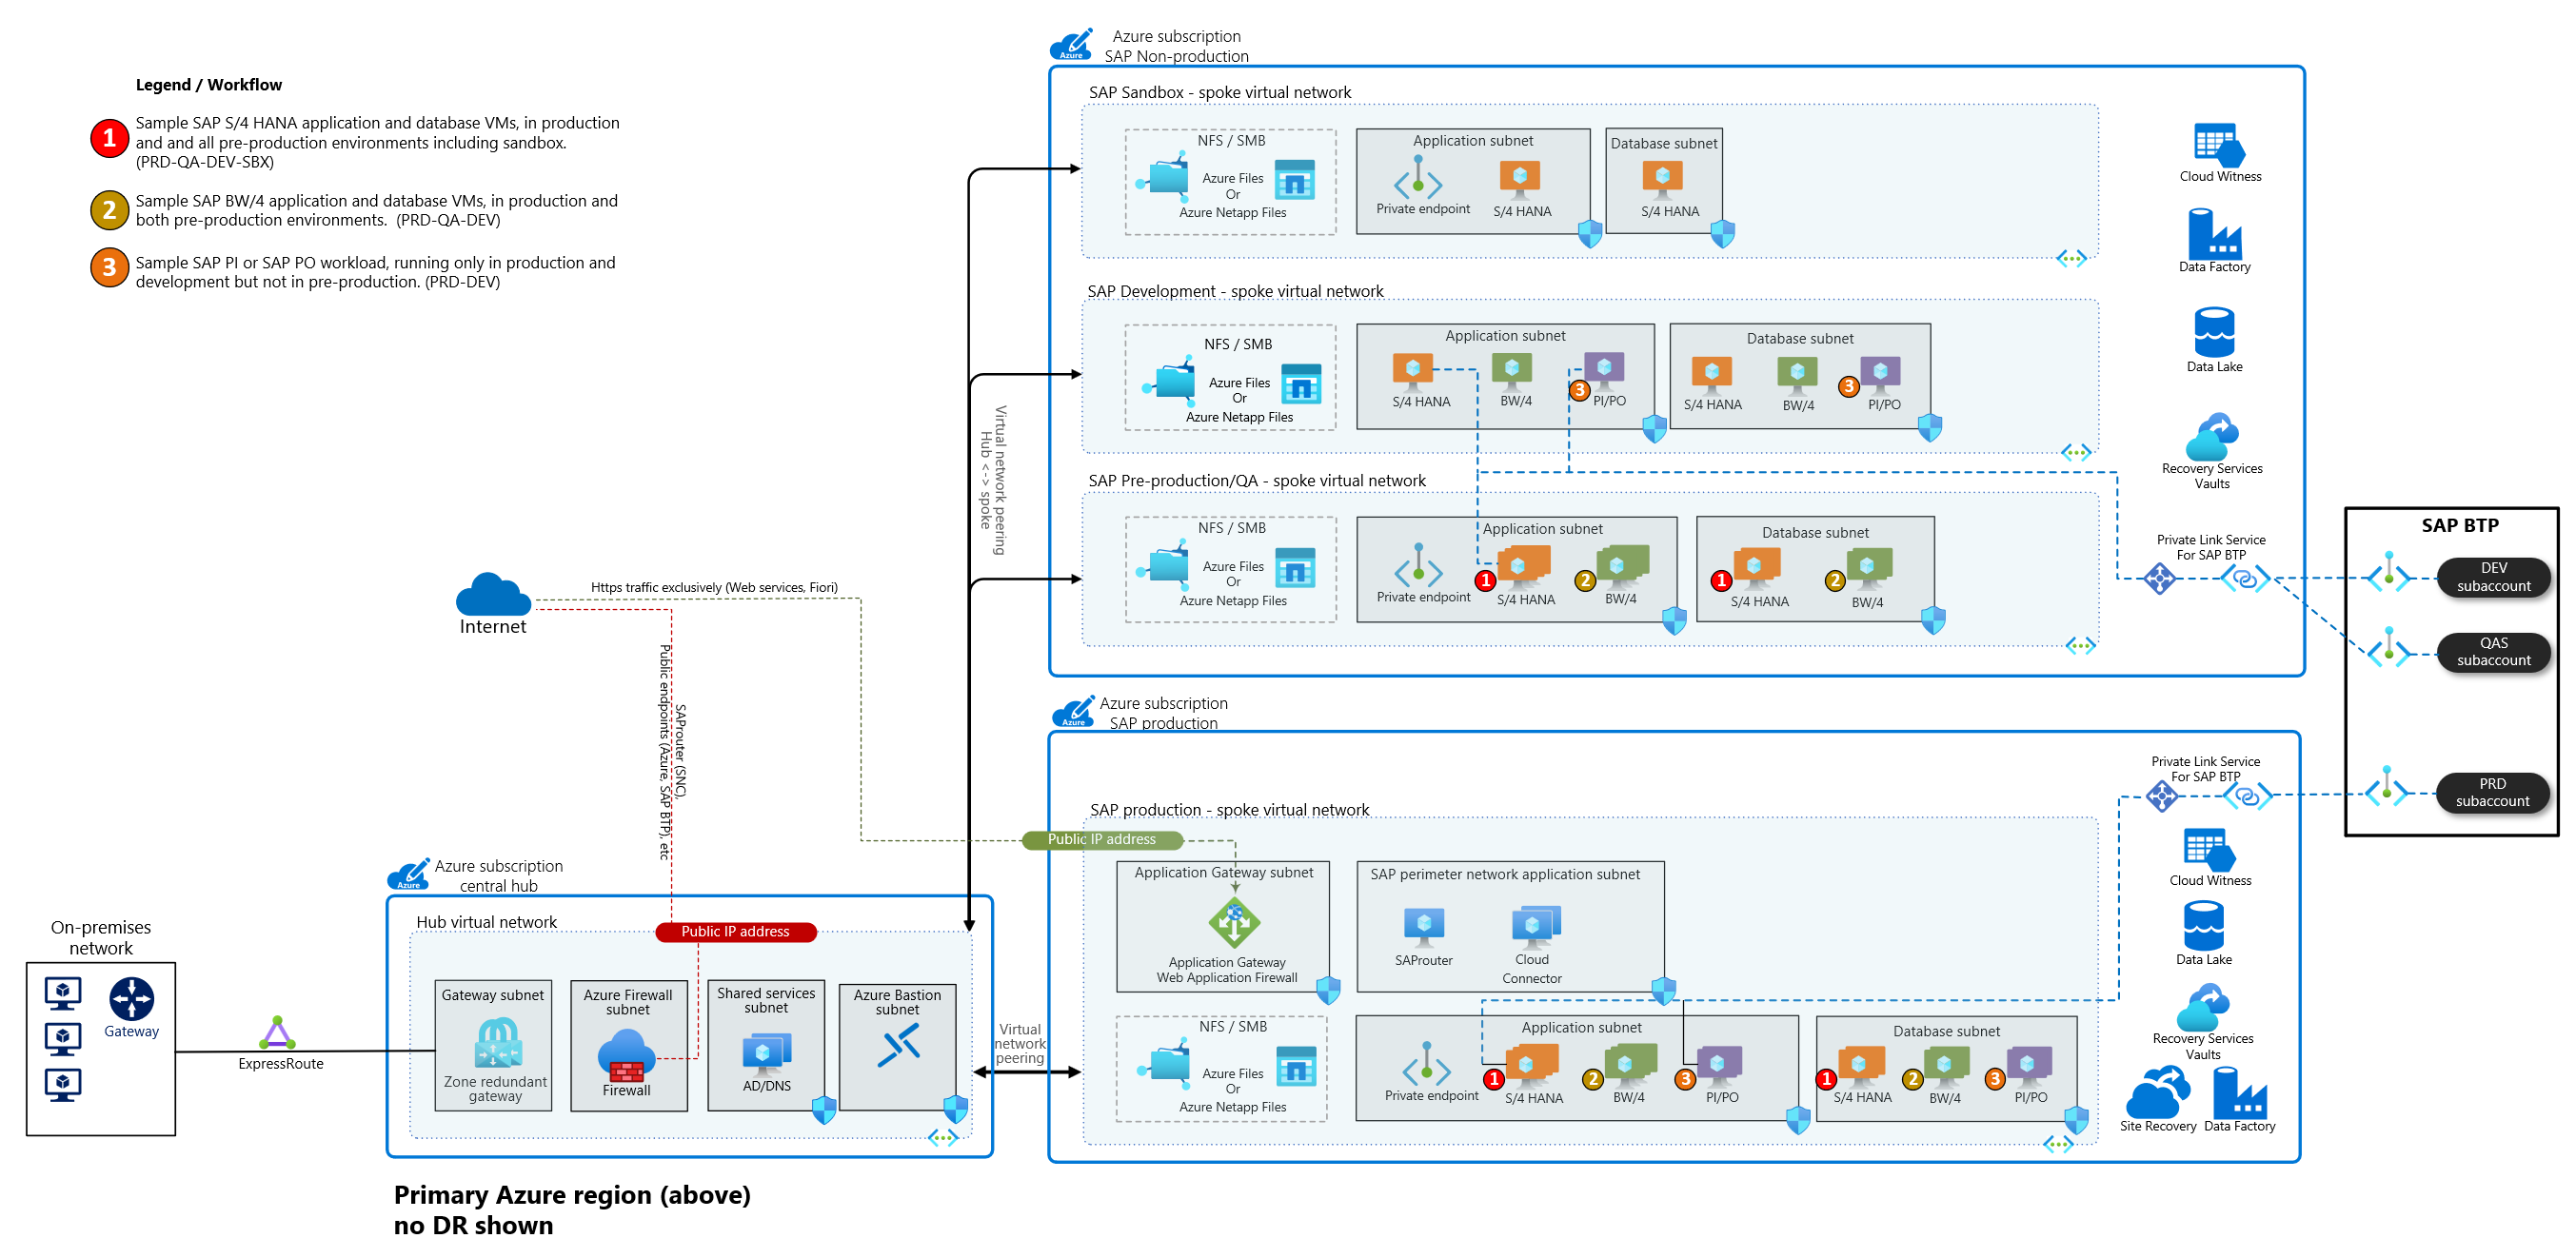 Legend / Workflow
1
Sample SAP S/4 HANA application and database VMs, in production
and and all pre-production environments including sandbox.
(PRD-QA-DEV-SBX)
2
Sample SAP BW/4 application and database VMs, in production and
both pre-production environments.  (PRD-QA-DEV)
3
Sample SAP PI or SAP PO workload, running only in production and
development but not in pre-production. (PRD-DEV)
Azure
Azure subscription
SAP Non-production
SAP Sandbox - spoke virtual network
NFS / SMB
Azure Files
Or
Azure Netapp Files
Application subnet
Private endpoint
S/4 HANA
Database subnet
S/4 HANA
SAP Development - spoke virtual network
NFS / SMB
Azure Files
Or
Azure Netapp Files
Application subnet
S/4 HANA
BW/4
3
PI/PO
Database subnet
S/4 HANA
BW/4
3
PI/PO
SAP Pre-production/QA - spoke virtual network
NFS / SMB
Azure Files
Or
Azure Netapp Files
Application subnet
Private endpoint
1
S/4 HANA
2
BW/4
Database subnet
1
S/4 HANA
2
BW/4
Cloud Witness
Data Factory
Data Lake
Recovery Services
Vaults
Private Link Service
For SAP BTP
SAP BTP
DEV
subaccount
QAS
subaccount
PRD
subaccount
Virtual network peering
Hub <-> spoke
Internet
Https traffic exclusively (Web services, Fiori)
SAProuter (SNC),
Public endpoints (Azure, SAP BTP), etc
Azure
Azure subscription
SAP production
SAP production - spoke virtual network
Public IP address
Application Gateway subnet
Application Gateway
Web Application Firewall
SAP perimeter network application subnet
SAProuter
Cloud
Connector
NFS / SMB
Azure Files
Or
Azure Netapp Files
Application subnet
Private endpoint
1
S/4 HANA
2
BW/4
3
PI/PO
Database subnet
1
S/4 HANA
2
BW/4
3
PI/PO
Private Link Service
For SAP BTP
Cloud Witness
Data Lake
Recovery Services
Vaults
Site Recovery
Data Factory
Azure
Azure subscription
central hub
Hub virtual network
Public IP address
Gateway subnet
Zone redundant
gateway
Azure Firewall
subnet
Firewall
Shared services
subnet
AD/DNS
Azure Bastion
subnet
Virtual
network
peering
On-premises
network
Gateway
ExpressRoute
Primary Azure region (above)
no DR shown